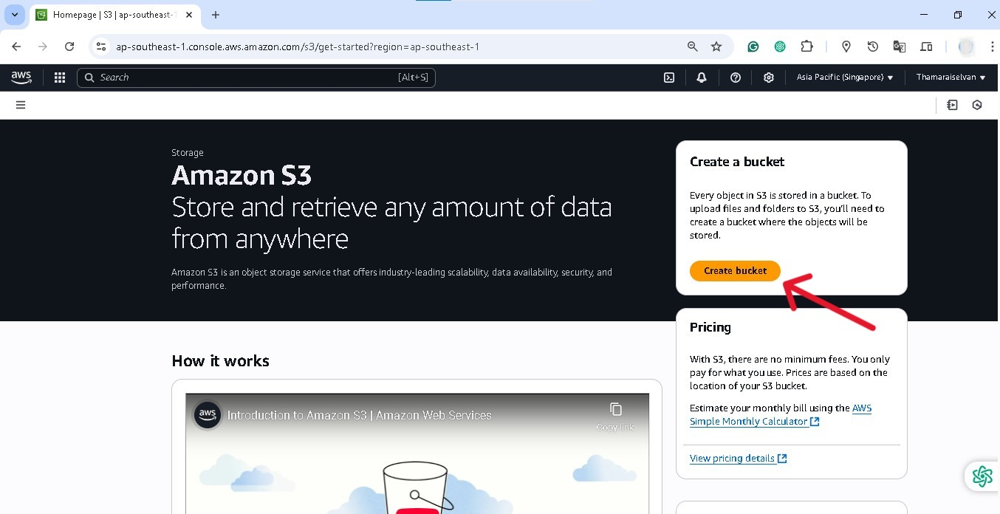 Homepage | S3 | ap-southeast-1
ap-southeast-1.console.aws.amazon.com/s3/get-started?region=ap-southeast-1
aws
Search
[Alt+S]
Asia Pacific (Singapore)
Thamaraiselvan
Storage
Amazon S3
Store and retrieve any amount of data
from anywhere
Amazon S3 is an object storage service that offers industry-leading scalability, data availability, security, and
performance.
Create a bucket
Every object in S3 is stored in a bucket. To
upload files and folders to S3, you'll need to
create a bucket where the objects will be
stored.
Create bucket
Pricing
With S3, there are no minimum fees. You only
pay for what you use. Prices are based on the
location of your S3 bucket.
Estimate your monthly bill using the AWS
Simple Monthly Calculator
View pricing details
How it works
aws
Introduction to Amazon S3 | Amazon Web Services
Copy link